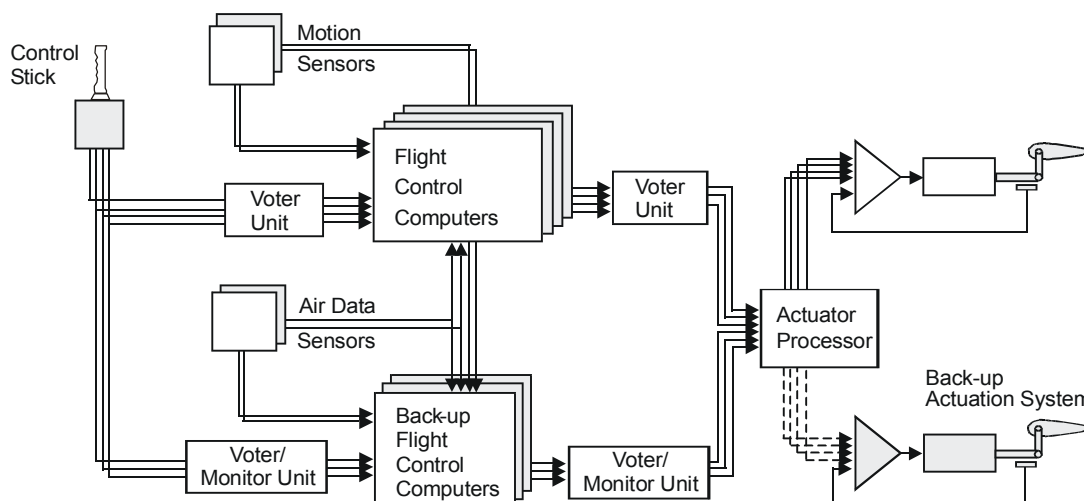 Control
Stick
Motion
Sensors
Flight
Control
Computers
Voter
Unit
Voter
Unit
Air Data
Sensors
Actuator
Processor
Back-up
Flight
Control
Computers
Voter/
Monitor Unit
Voter/
Monitor Unit
Back-up
Actuation System